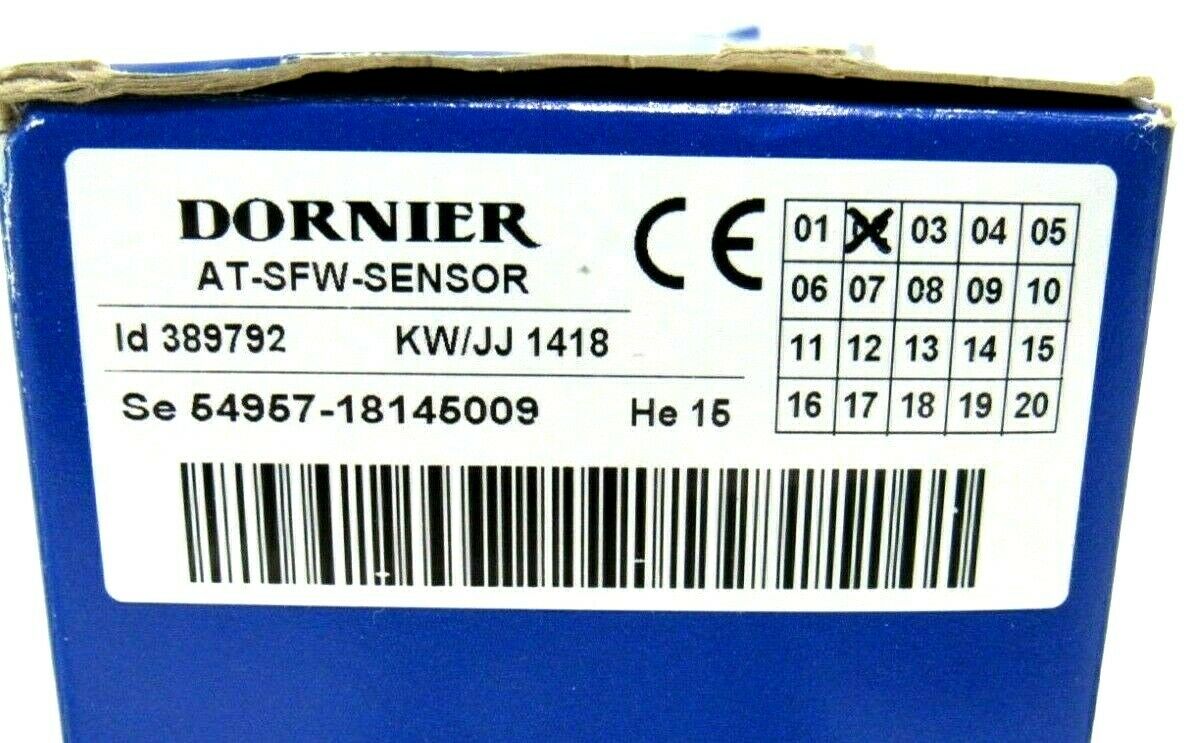 DORNIER
AT-SFW-SENSOR
Id 389792 KW/JJ 1418
Se 54957-18145009 He 15
CE
01 03 04 05
06 07 08 09 10
11 12 13 14 15
16 17 18 19 20